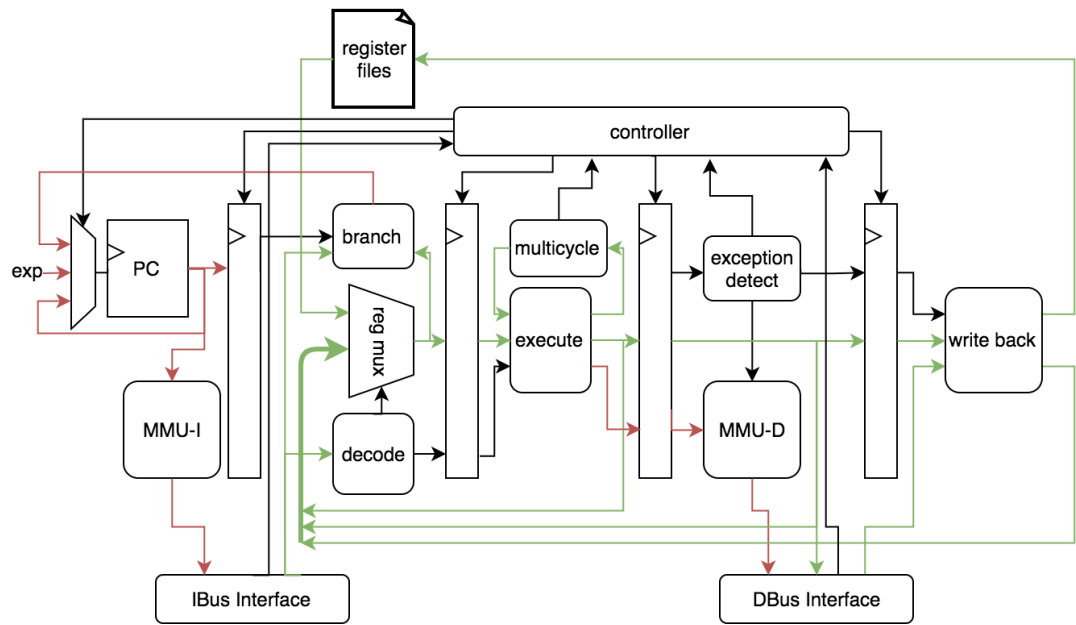 register
files
controller
branch
multicycle
exception
detect
exp
PC
reg mux
execute
write back
MMU-I
decode
MMU-D
IBus Interface
DBus Interface